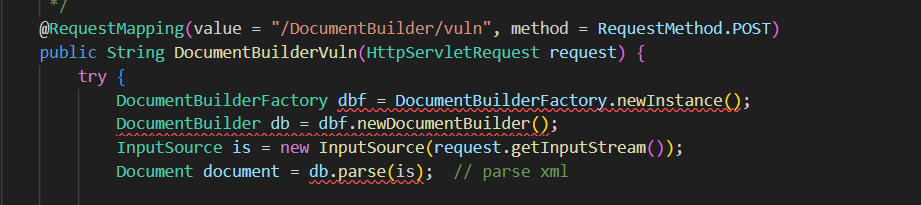 */
@RequestMapping(value = "/DocumentBuilder/vuln", method = RequestMethod.POST)
public String DocumentBuilderVuln(HttpServletRequest request) {
try {
DocumentBuilderFactory dbf = DocumentBuilderFactory.newInstance();
DocumentBuilder db = dbf.newDocumentBuilder();
InputSource is = new InputSource(request.getInputStream());
Document document = db.parse(is);  // parse xml